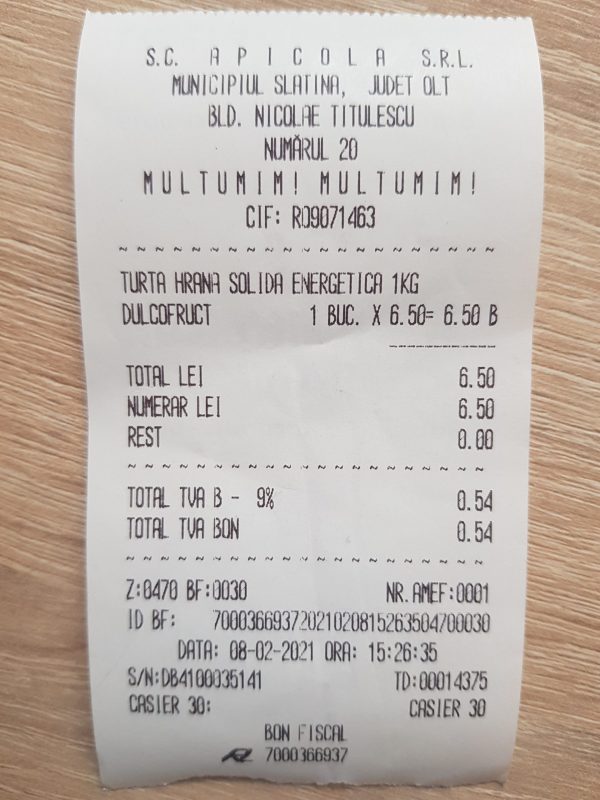 S.C. A P I C O L A S.R.L.
MUNICIPIUL SLATINA, JUDET OLT
BLD. NICOLAE TITULESCU
NUMĂRUL 20
M U L T U M I M ! M U L T U M I M !
CIF: RO9071463
TURTA HRANA SOLIDA ENERGETICA 1KG
DULCOFRUCT 1 BUC. X 6.50= 6.50 B
TOTAL LEI 6.50
NUMERAR LEI 6.50
REST 0.00
TOTAL TVA B - 9% 0.54
TOTAL TVA BON 0.54
Z:0470 BF:0030 NR.AMEF:0001
ID BF: 70003669372021020815263504700030
DATA: 08-02-2021 ORA: 15:26:35
S/N:DB4100035141 TD:00014375
CASIER 30: CASIER 30
BON FISCAL
7000366937